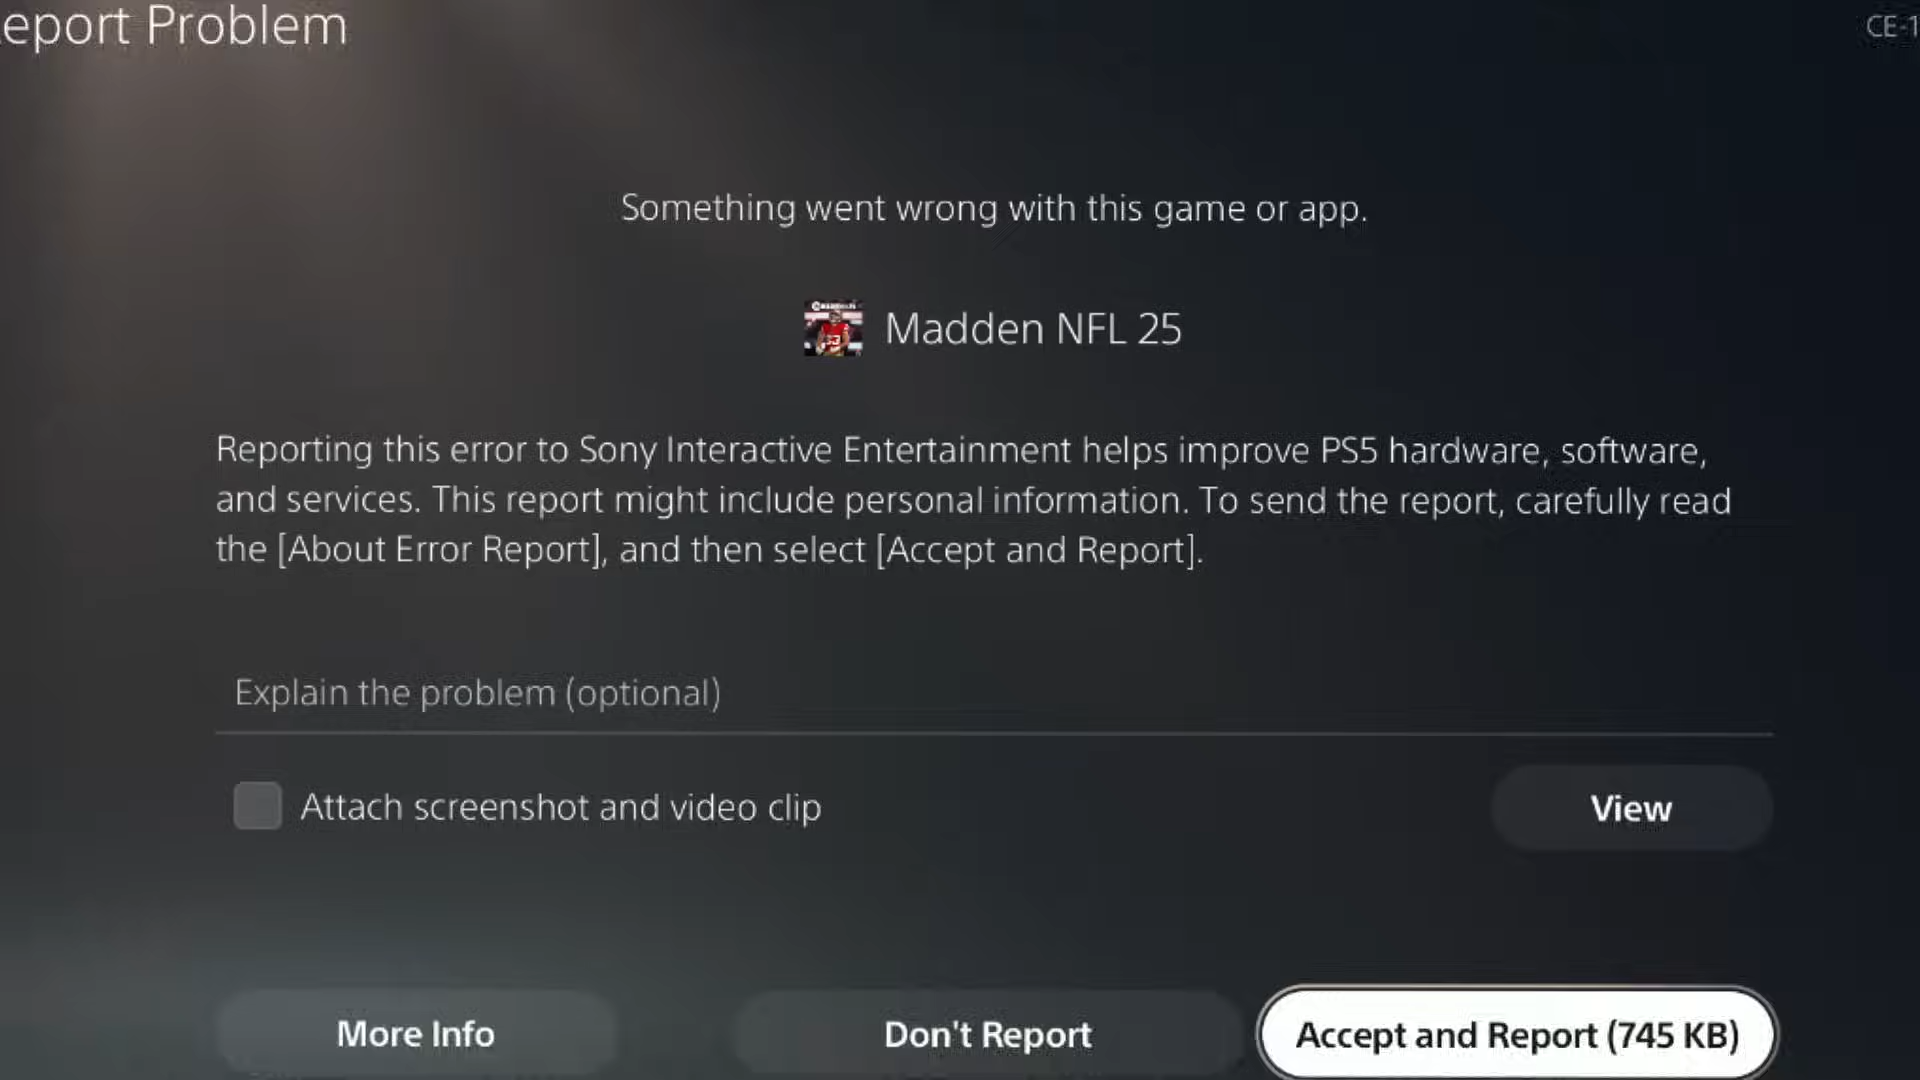 eport Problem
CE-1
Something went wrong with this game or app.
Madden NFL 25
Reporting this error to Sony Interactive Entertainment helps improve PS5 hardware, software,
and services. This report might include personal information. To send the report, carefully read
the [About Error Report], and then select [Accept and Report].
Explain the problem (optional)
Attach screenshot and video clip
View
More Info
Don't Report
Accept and Report (745 KB)